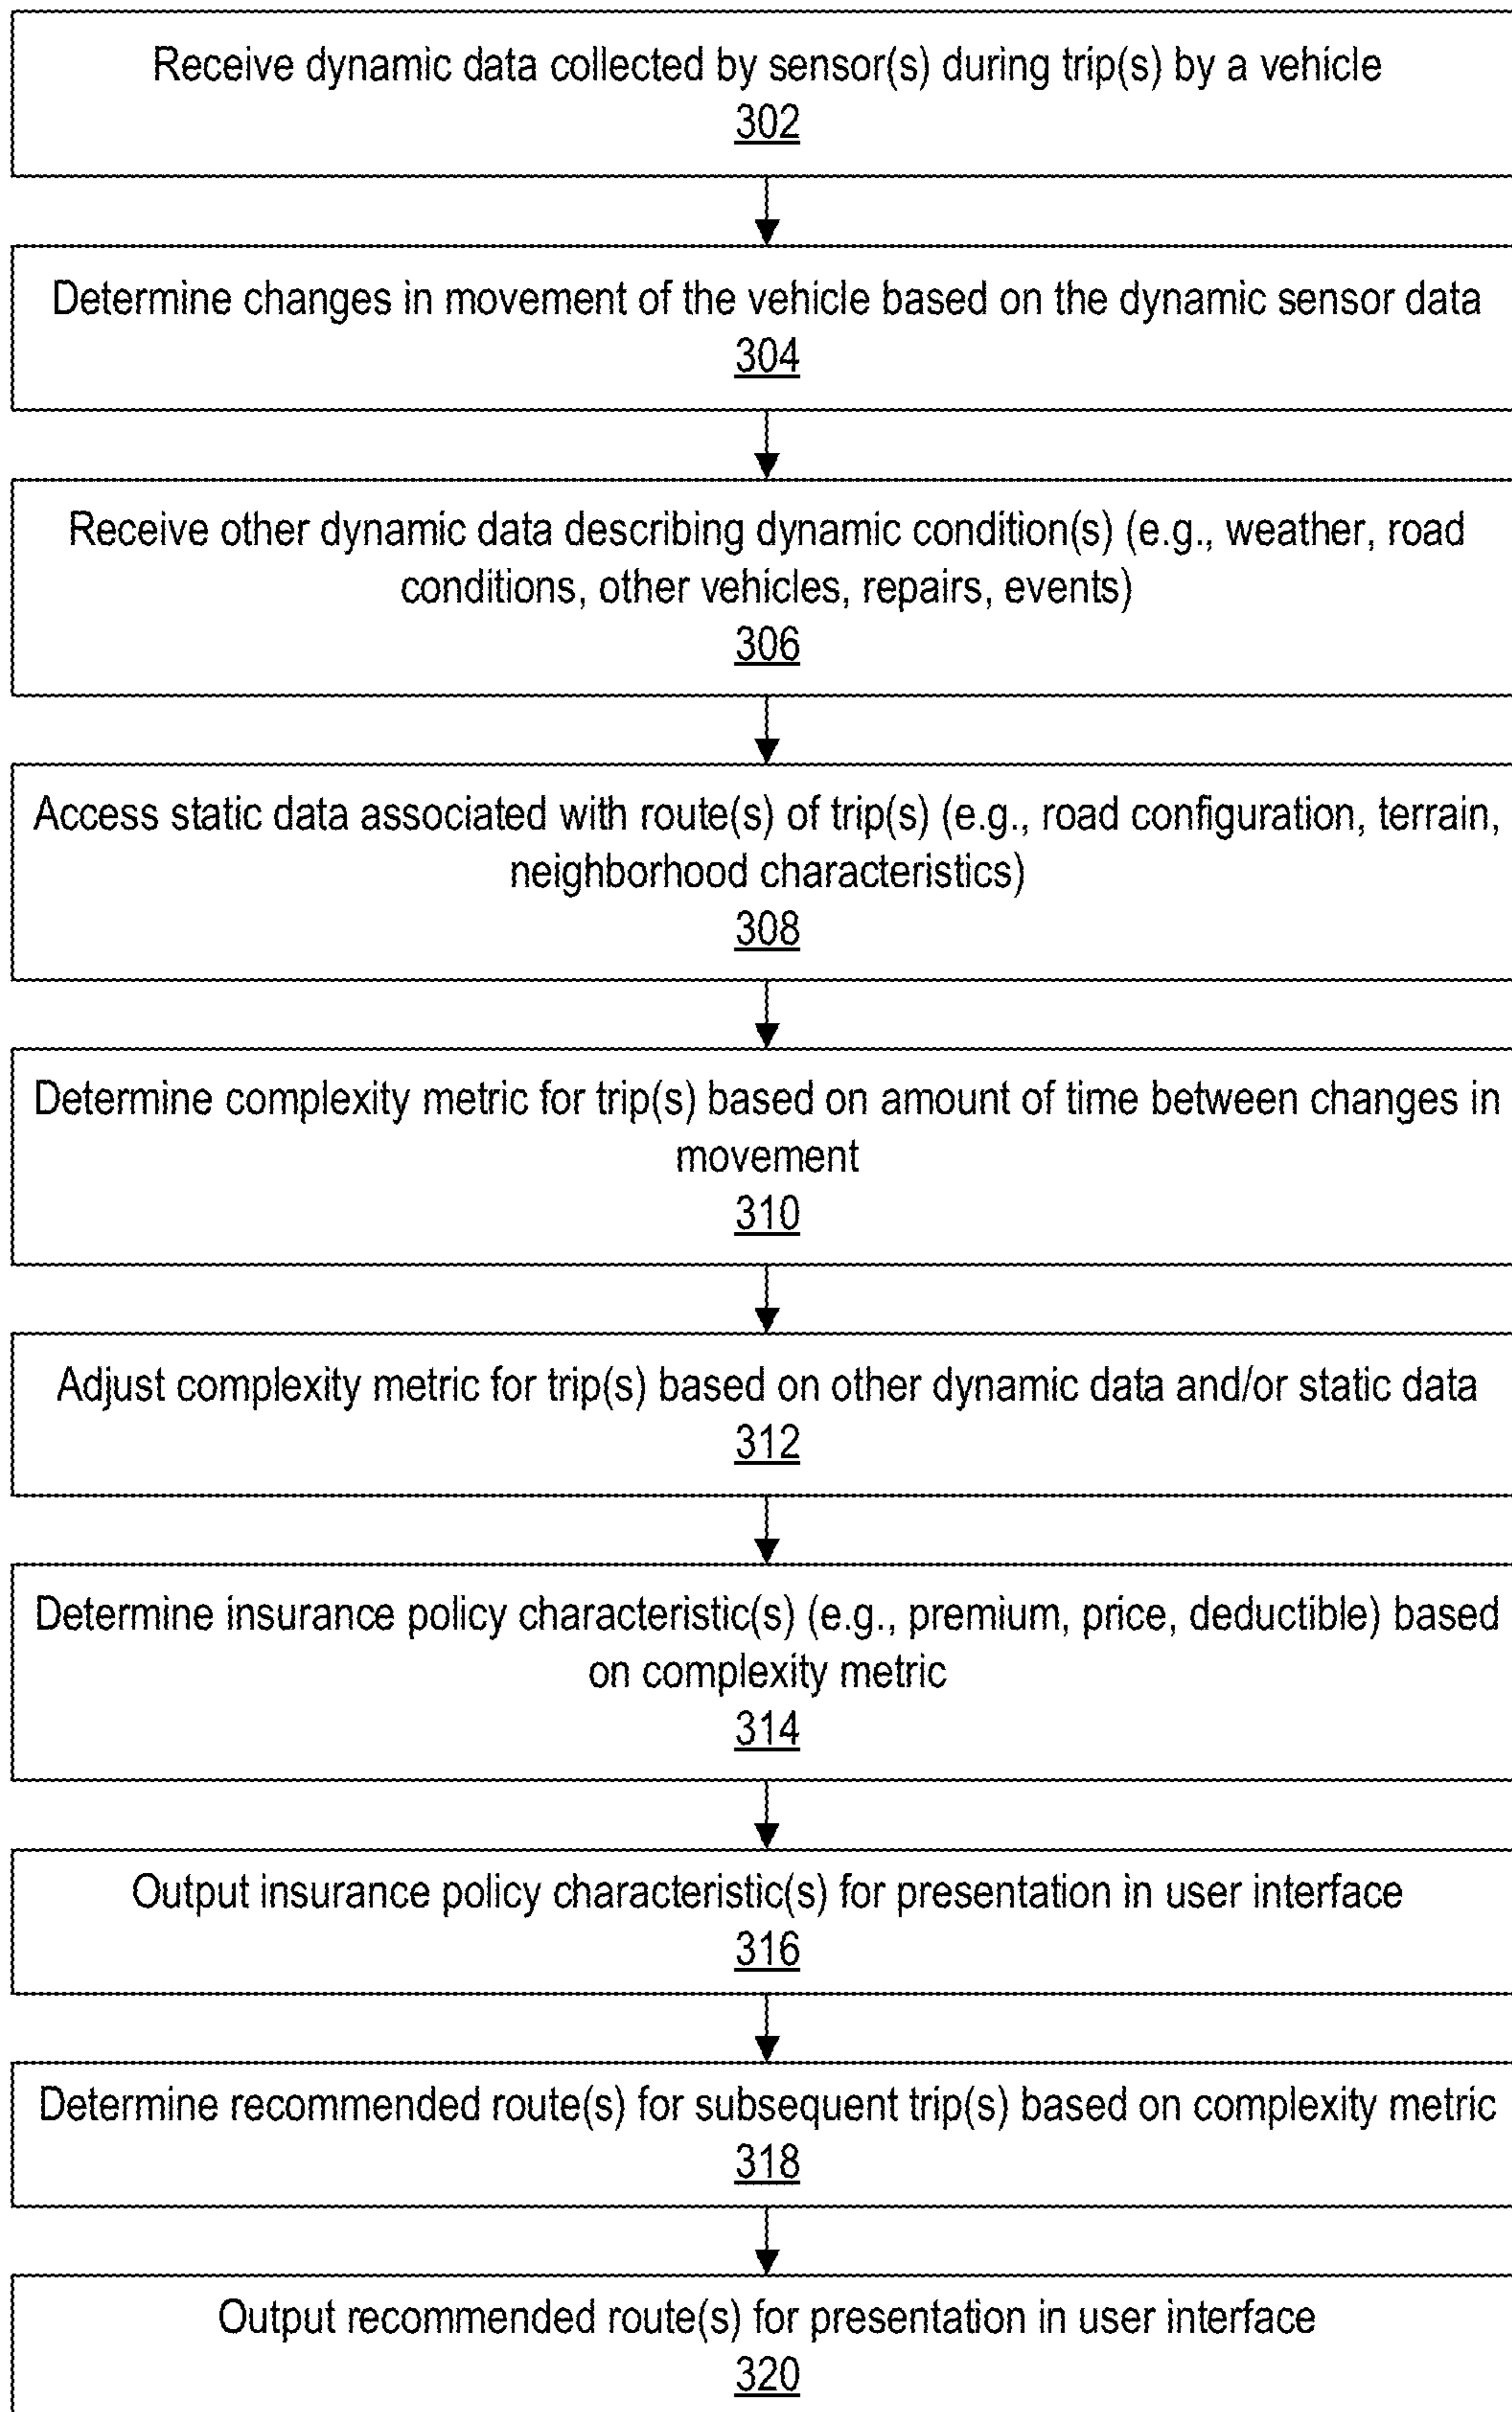 Receive dynamic data collected by sensor(s) during trip(s) by a vehicle
302
Determine changes in movement of the vehicle based on the dynamic sensor data
304
Receive other dynamic data describing dynamic condition(s) (e.g., weather, road
conditions, other vehicles, repairs, events)
306
Access static data associated with route(s) of trip(s) (e.g., road configuration, terrain,
neighborhood characteristics)
308
Determine complexity metric for trip(s) based on amount of time between changes in
movement
310
Adjust complexity metric for trip(s) based on other dynamic data and/or static data
312
Determine insurance policy characteristic(s) (e.g., premium, price, deductible) based
on complexity metric
314
Output insurance policy characteristic(s) for presentation in user interface
316
Determine recommended route(s) for subsequent trip(s) based on complexity metric
318
Output recommended route(s) for presentation in user interface
320